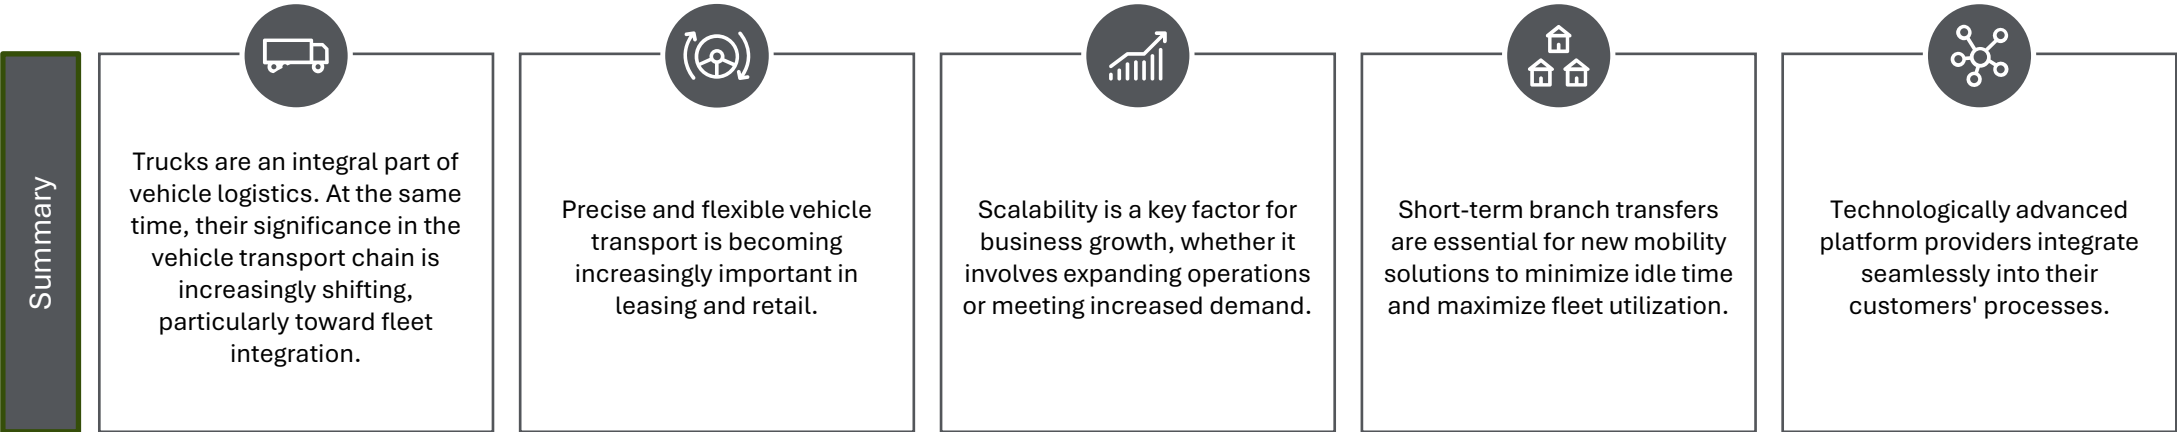 Summary
Trucks are an integral part of
vehicle logistics. At the same
time, their significance in the
vehicle transport chain is
increasingly shifting,
particularly toward fleet
integration.
Precise and flexible vehicle
transport is becoming
increasingly important in
leasing and retail.
Scalability is a key factor for
business growth, whether it
involves expanding operations
or meeting increased demand.
Short-term branch transfers
are essential for new mobility
solutions to minimize idle time
and maximize fleet utilization.
Technologically advanced
platform providers integrate
seamlessly into their
customers' processes.